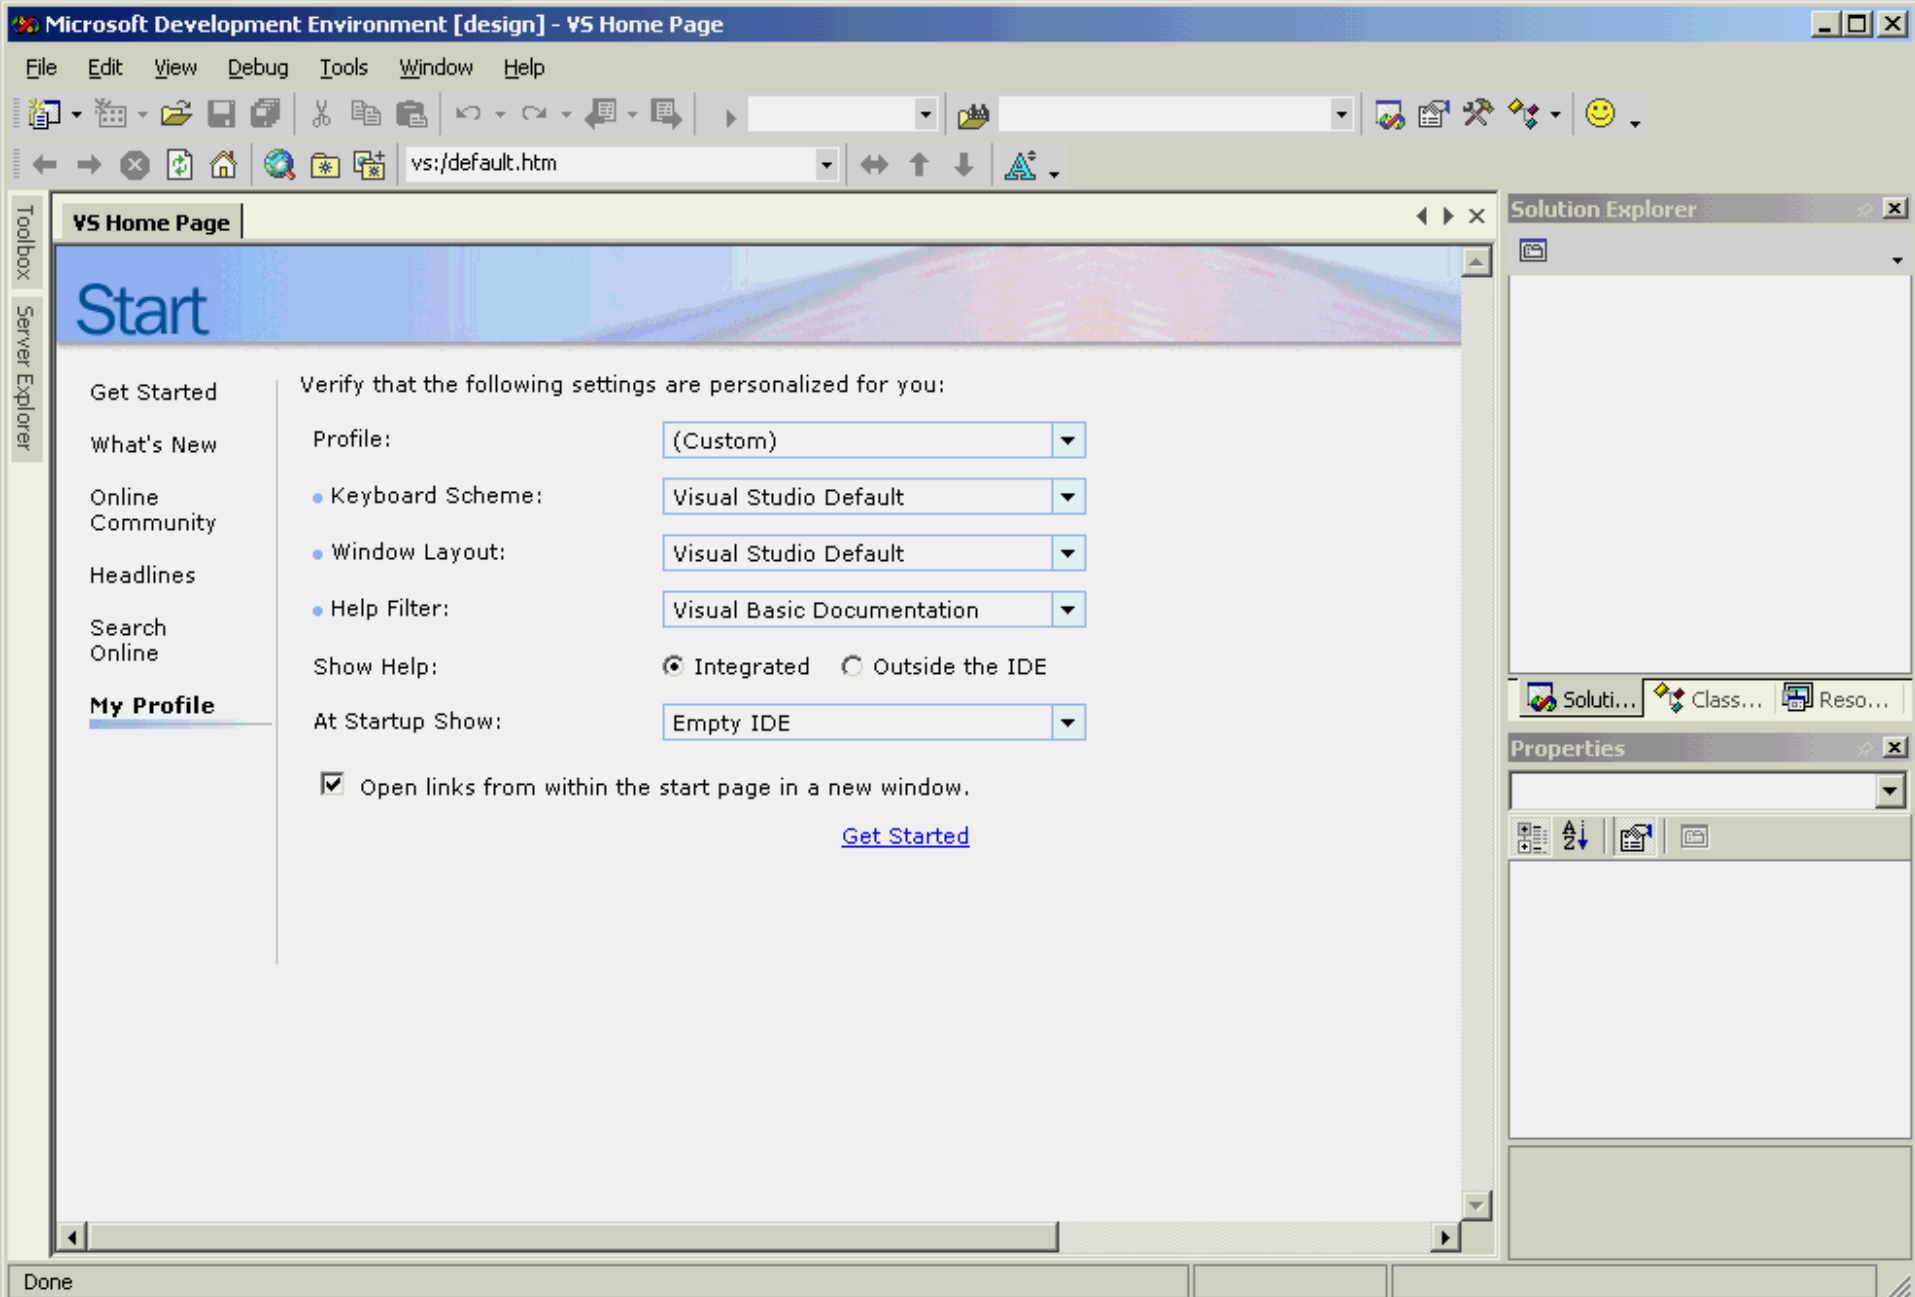 Microsoft Development Environment [design] - VS Home Page
File Edit View Debug Tools Window Help
vs:/default.htm
Toolbox
Server Explorer
VS Home Page
Start
Get Started
What's New
Online
Community
Headlines
Search
Online
My Profile
Verify that the following settings are personalized for you:
Profile: (Custom)
Keyboard Scheme: Visual Studio Default
Window Layout: Visual Studio Default
Help Filter: Visual Basic Documentation
Show Help: Integrated Outside the IDE
At Startup Show: Empty IDE
Open links from within the start page in a new window.
Get Started
Solution Explorer
Soluti... Class... Reso...
Properties
Done